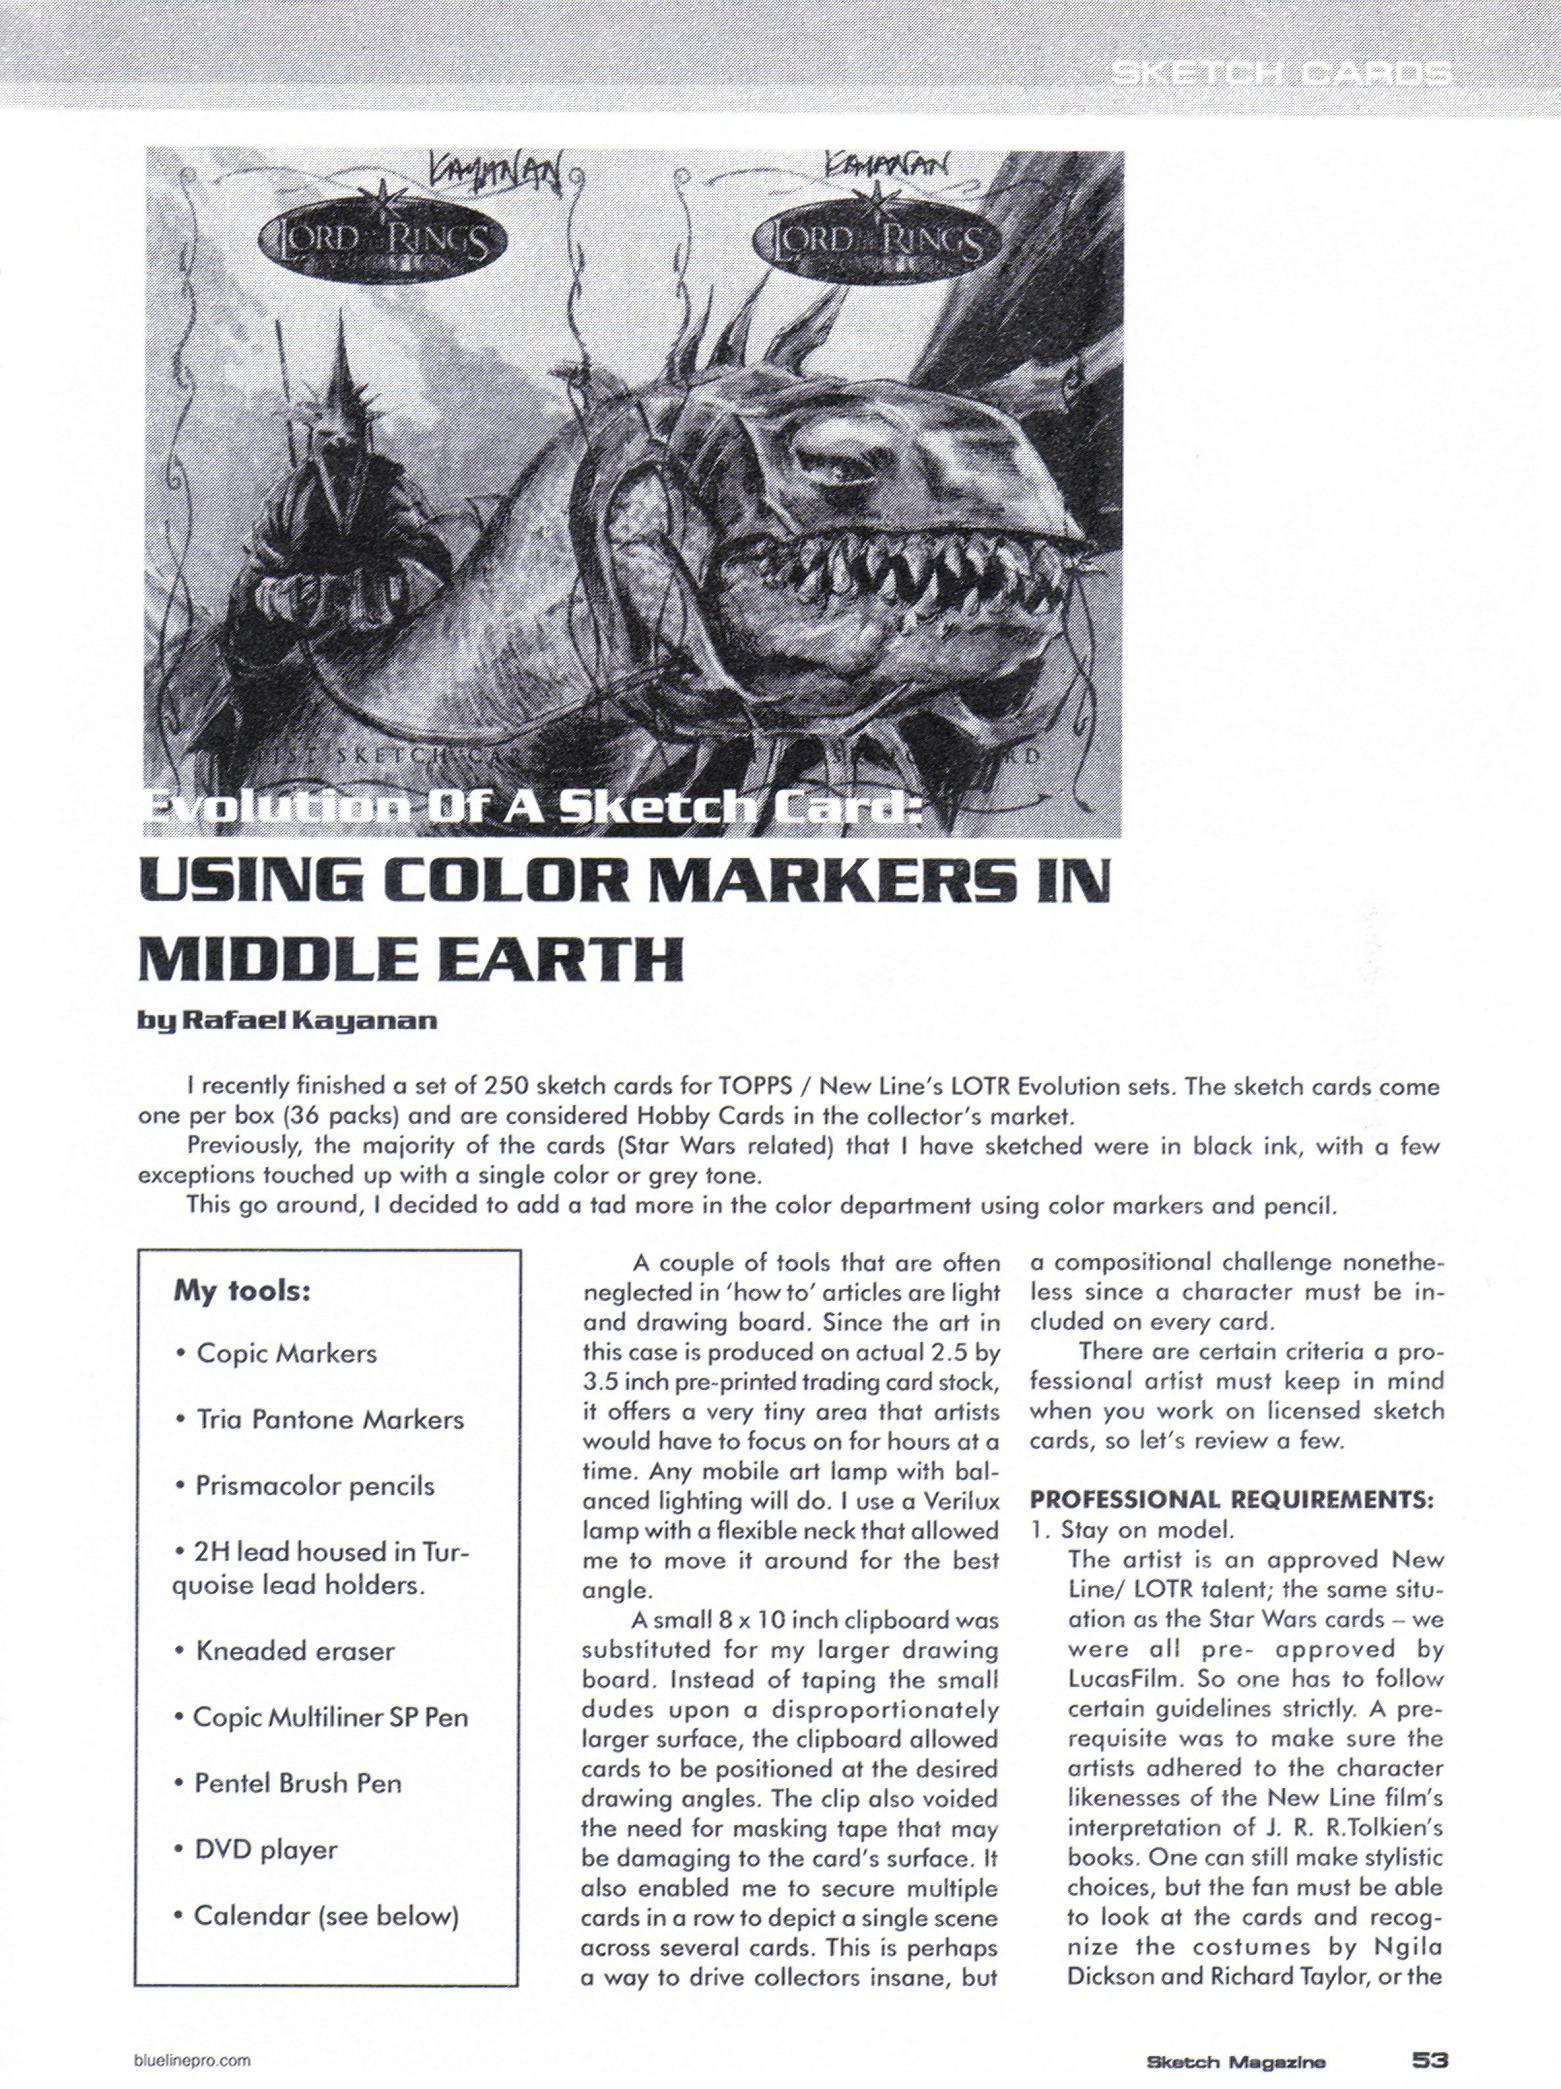 SKETCH CARDS
KAYANAN
KAYANAN
LORD OF THE RINGS
EVOLUTION
LORD OF THE RINGS
EVOLUTION
IST SKETCH CA
RD
Evolution Of A Sketch Card:
USING COLOR MARKERS IN
MIDDLE EARTH
by Rafael Kayanan
I recently finished a set of 250 sketch cards for TOPPS / New Line's LOTR Evolution sets. The sketch cards come
one per box (36 packs) and are considered Hobby Cards in the collector's market.
Previously, the majority of the cards (Star Wars related) that I have sketched were in black ink, with a few
exceptions touched up with a single color or grey tone.
This go around, I decided to add a tad more in the color department using color markers and pencil.
My tools:
• Copic Markers
• Tria Pantone Markers
• Prismacolor pencils
• 2H lead housed in Tur-
quoise lead holders.
• Kneaded eraser
• Copic Multiliner SP Pen
• Pentel Brush Pen
• DVD player
• Calendar (see below)
A couple of tools that are often
neglected in 'how to' articles are light
and drawing board. Since the art in
this case is produced on actual 2.5 by
3.5 inch pre-printed trading card stock,
it offers a very tiny area that artists
would have to focus on for hours at a
time. Any mobile art lamp with bal-
anced lighting will do. I use a Verilux
lamp with a flexible neck that allowed
me to move it around for the best
angle.
A small 8 x 10 inch clipboard was
substituted for my larger drawing
board. Instead of taping the small
dudes upon a disproportionately
larger surface, the clipboard allowed
cards to be positioned at the desired
drawing angles. The clip also voided
the need for masking tape that may
be damaging to the card's surface. It
also enabled me to secure multiple
cards in a row to depict a single scene
across several cards. This is perhaps
a way to drive collectors insane, but
a compositional challenge nonethe-
less since a character must be in-
cluded on every card.
There are certain criteria a pro-
fessional artist must keep in mind
when you work on licensed sketch
cards, so let's review a few.
PROFESSIONAL REQUIREMENTS:
1. Stay on model.
The artist is an approved New
Line/ LOTR talent; the same situ-
ation as the Star Wars cards – we
were all pre- approved by
LucasFilm. So one has to follow
certain guidelines strictly. A pre-
requisite was to make sure the
artists adhered to the character
likenesses of the New Line film's
interpretation of J. R. R.Tolkien's
books. One can still make stylistic
choices, but the fan must be able
to look at the cards and recog-
nize the costumes by Ngila
Dickson and Richard Taylor, or the
bluelinepro.com
Sketch Magazine 53